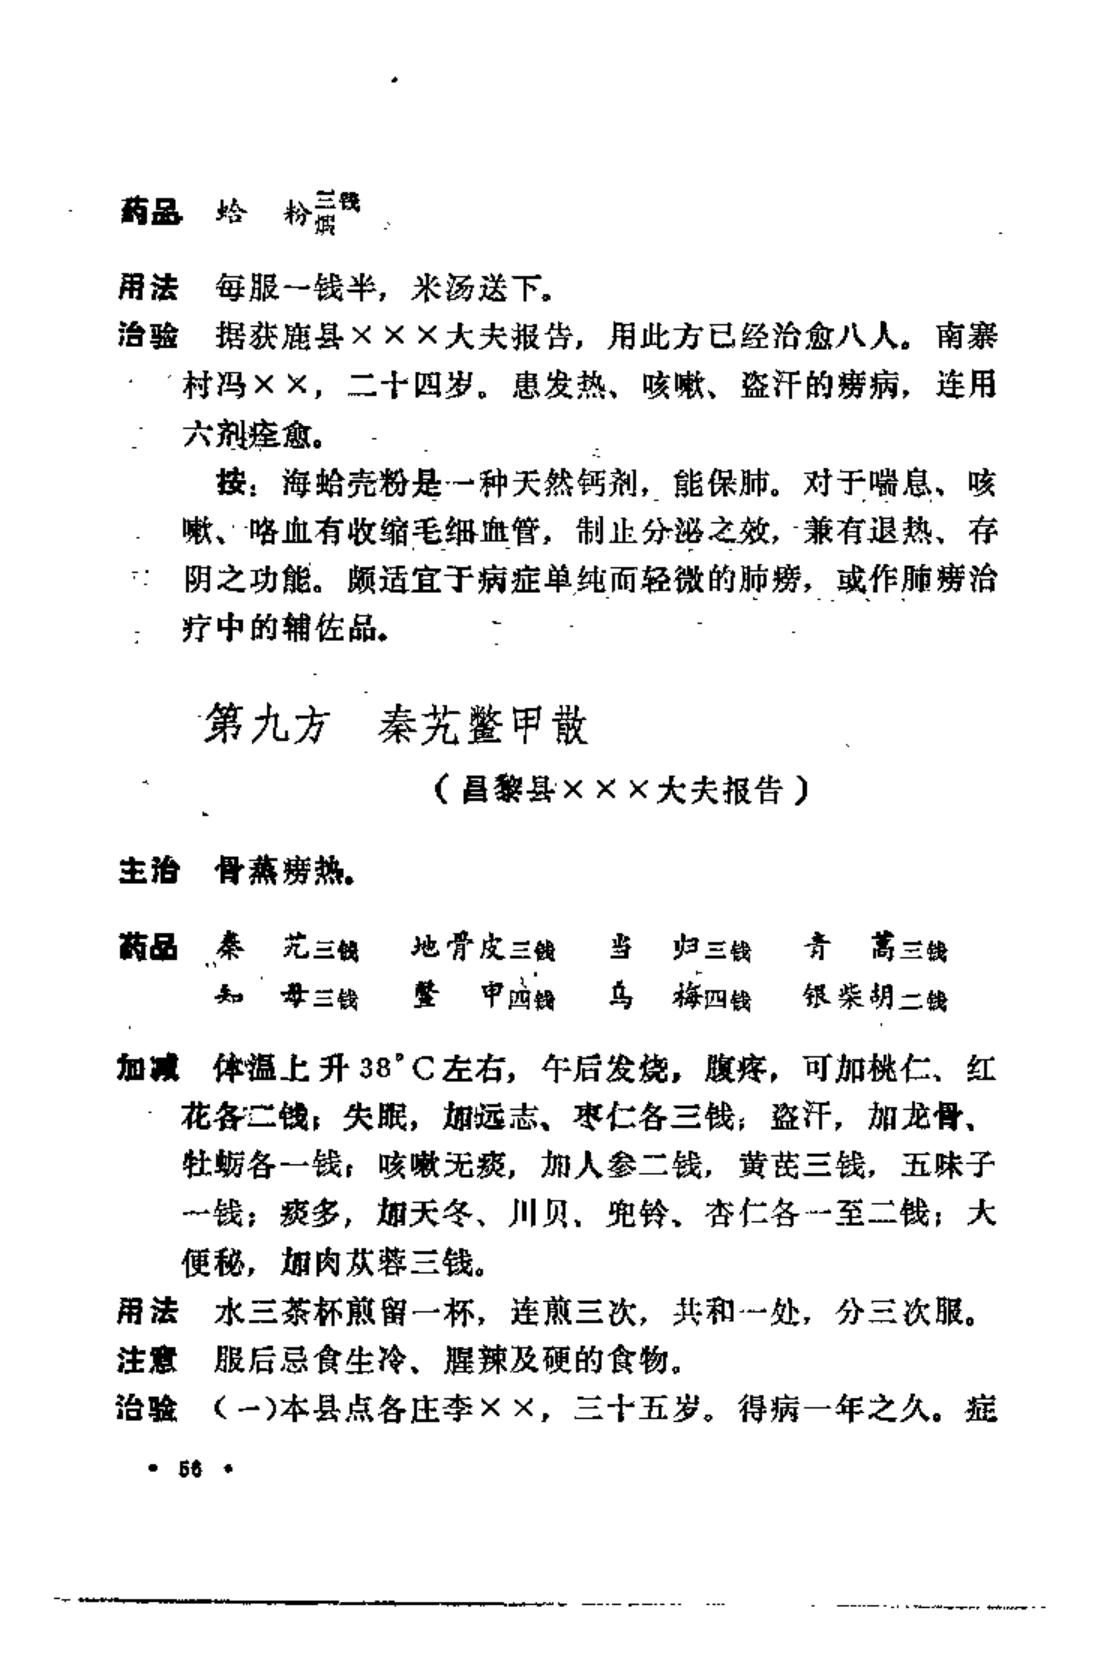 药品 蛤 粉三钱煅
用法 每服一钱半，米汤送下。
治验 据获鹿县×××大夫报告，用此方已经治愈八人。南寨
村冯××，二十四岁。患发热、咳嗽、盗汗的痨病，连用
六剂痊愈。
按：海蛤壳粉是一种天然钙剂，能保肺。对于喘息、咳
嗽、咯血有收缩毛细血管，制止分泌之效，兼有退热、存
阴之功能。颇适宜于病症单纯而轻微的肺痨，或作肺痨治
疗中的辅佐品。
第九方 秦艽鳖甲散
（昌黎县×××大夫报告）
主治 骨蒸痨热。
药品 秦 艽三钱 地骨皮三钱 当 归三钱 青 蒿三钱
知 母三钱 鳖 甲四钱 乌 梅四钱 银柴胡二钱
加减 体温上升38°C左右，午后发烧，腹疼，可加桃仁、红
花各二钱；失眠，加远志、枣仁各三钱；盗汗，加龙骨、
牡蛎各一钱；咳嗽无痰，加人参二钱，黄芪三钱，五味子
一钱；痰多，加天冬、川贝、兜铃、杏仁各一至二钱；大
便秘，加肉苁蓉三钱。
用法 水三茶杯煎留一杯，连煎三次，共和一处，分三次服。
注意 服后忌食生冷、腥辣及硬的食物。
治验 （一）本县点各庄李××，三十五岁。得病一年之久。症
• 56 •